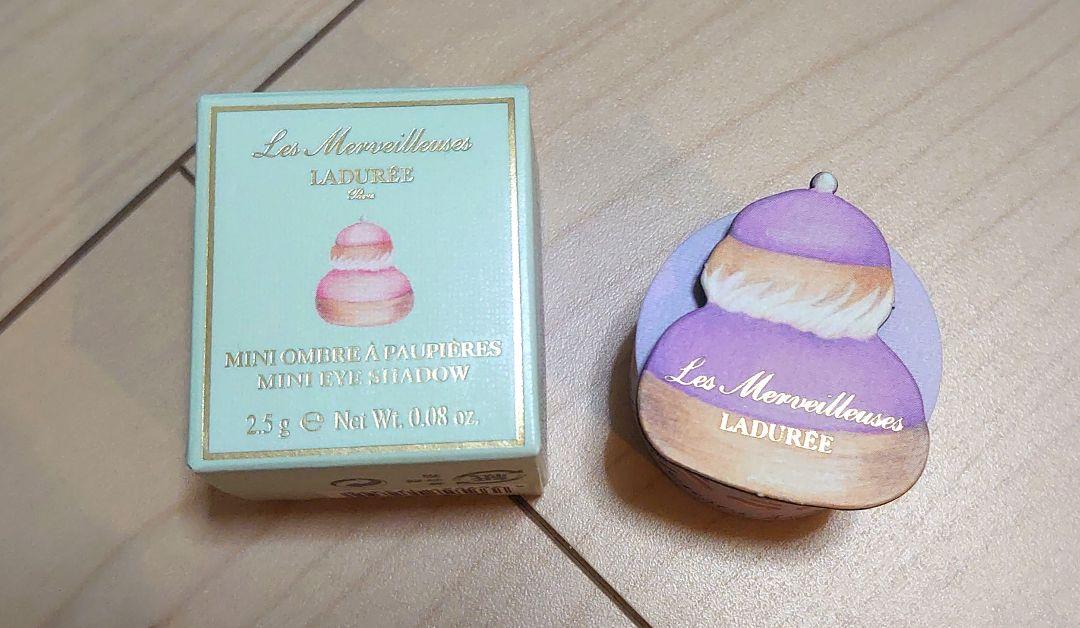 Les Merveilleuses
LADURÉE
Paris
MINI OMBRE À PAUPIÈRES
MINI EYE SHADOW
2.5 g ℮ Net Wt. 0.08 oz.
Les Merveilleuses
LADURÉE